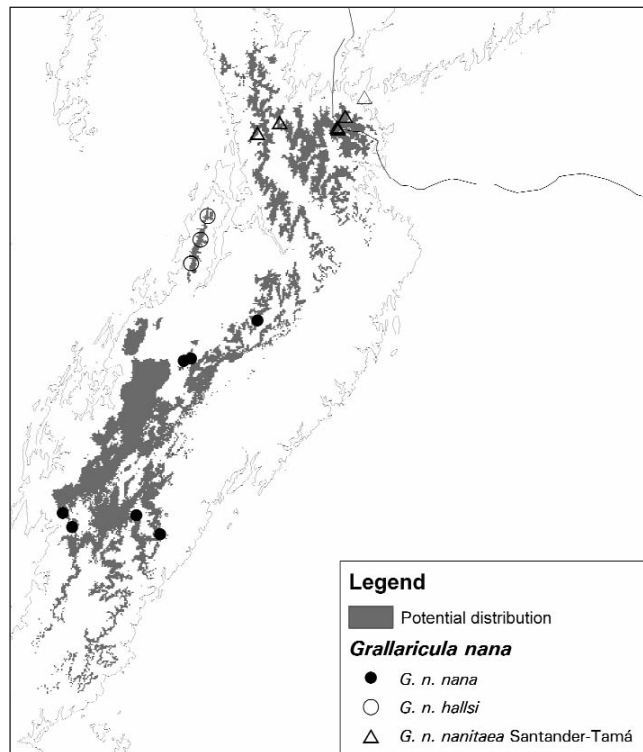 Legend
Potential distribution
Grallaricula nana
G. n. nana
G. n. hallsi
G. n. nanitaea Santander-Tamá